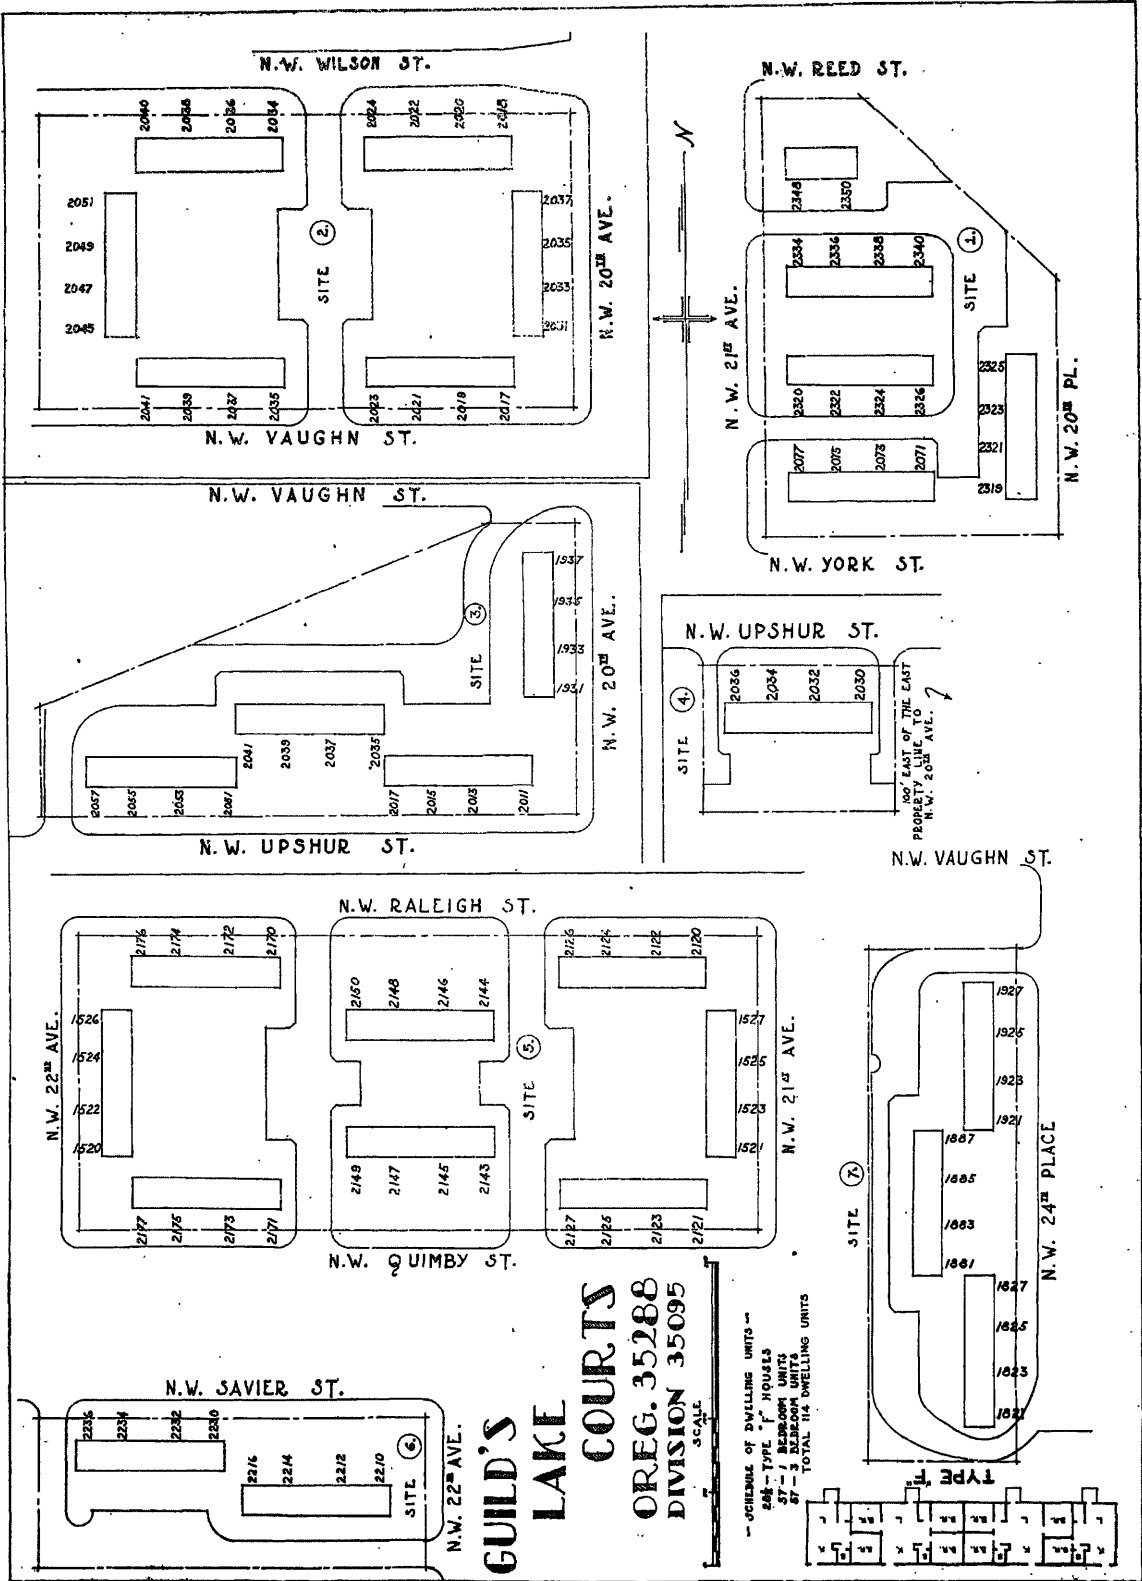 N.W. WILSON ST.
2040 2038 2036 2034
2024 2022 2020 2018
2051
2049
2047
2045
SITE 2.
2037
2035
2033
2031
N.W. 20TH AVE.
2041 2039 2037 2035
2023 2021 2019 2017
N.W. VAUGHN ST.
N
N.W. REED ST.
2348 2350
2334 2336 2338 2340
SITE 1.
N.W. 21ST AVE.
2320 2322 2324 2326
2325
2323
2321
2319
N.W. 20TH PL.
2077 2075 2073 2071
N.W. YORK ST.
N.W. VAUGHN ST.
1937
1935
1933
1931
SITE 3.
N.W. 20TH AVE.
2041 2039 2037 2035
2057 2055 2053 2051
2017 2015 2013 2011
N.W. UPSHUR ST.
N.W. UPSHUR ST.
2036 2034 2032 2030
SITE 4.
100' EAST OF THE EAST
PROPERTY LINE TO
N.W. 20TH AVE.
N.W. RALEIGH ST.
2176 2174 2172 2170
2150 2148 2146 2144
2126 2124 2122 2120
1526
1524
1522
1520
N.W. 22ND AVE.
SITE 5.
1527
1525
1523
1521
N.W. 21ST AVE.
2149 2147 2145 2143
2177 2175 2173 2171
2127 2125 2123 2121
N.W. QUIMBY ST.
N.W. VAUGHN ST.
1927
1925
1923
1921
1887
1885
1883
1881
1827
1825
1823
1821
SITE 7.
N.W. 24TH PLACE
N.W. SAVIER ST.
2236 2234 2232 2230
2216 2214 2212 2210
SITE 6.
N.W. 22ND AVE.
GUILD'S
LAKE
COURTS
OREG. 35288
DIVISION 35095
SCALE
-- SCHEDULE OF DWELLING UNITS --
TYPE "F" HOUSES
57 - 1 BEDROOM UNITS
57 - 3 BEDROOM UNITS
TOTAL 114 DWELLING UNITS
TYPE